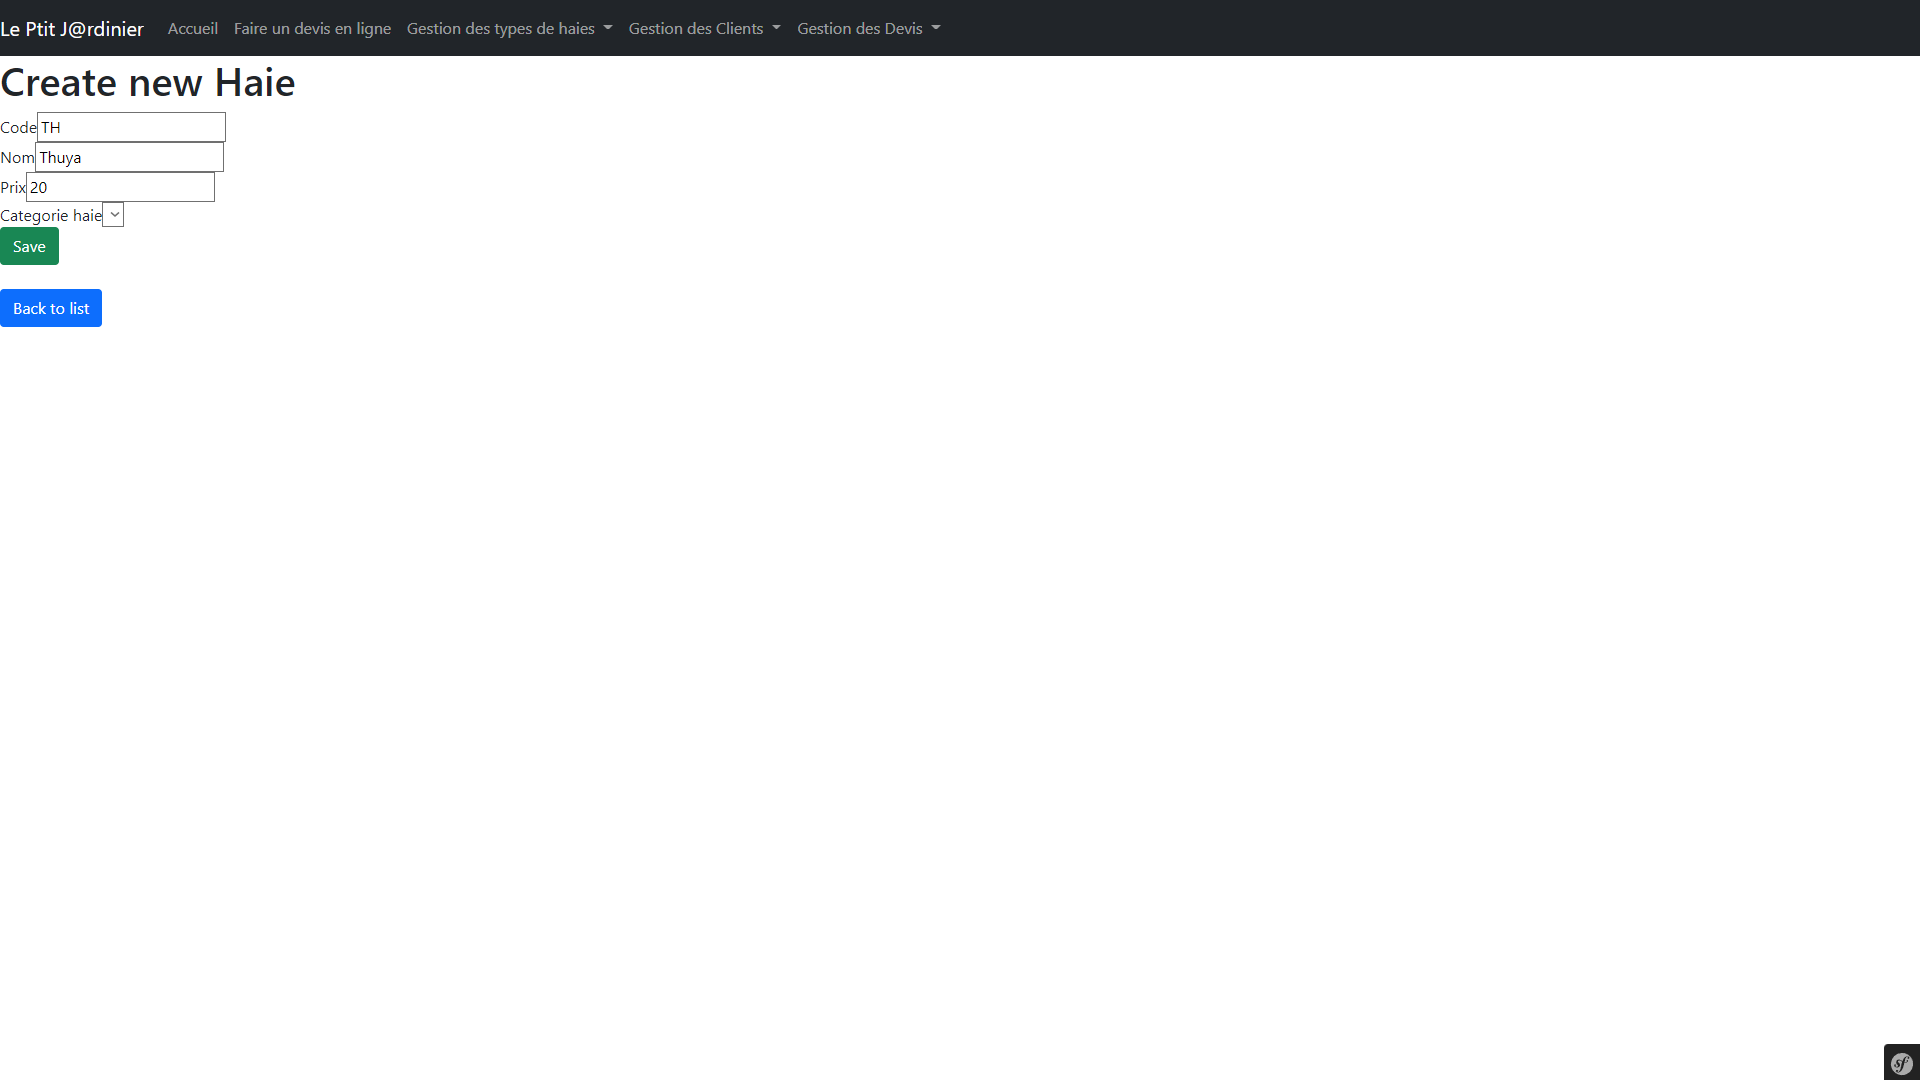 Le Ptit J@rdinier Accueil Faire un devis en ligne Gestion des types de haies Gestion des Clients Gestion des Devis
Create new Haie
Code TH
Nom Thuya
Prix 20
Categorie haie
Save
Back to list
sf